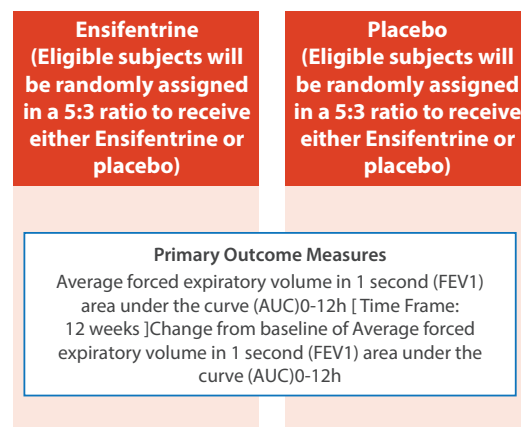 Ensifentrine
(Eligible subjects will
be randomly assigned
in a 5:3 ratio to receive
either Ensifentrine or
placebo)
Placebo
(Eligible subjects will
be randomly assigned
in a 5:3 ratio to receive
either Ensifentrine or
placebo)
Primary Outcome Measures
Average forced expiratory volume in 1 second (FEV1)
area under the curve (AUC)0-12h [ Time Frame:
12 weeks ]Change from baseline of Average forced
expiratory volume in 1 second (FEV1) area under the
curve (AUC)0-12h